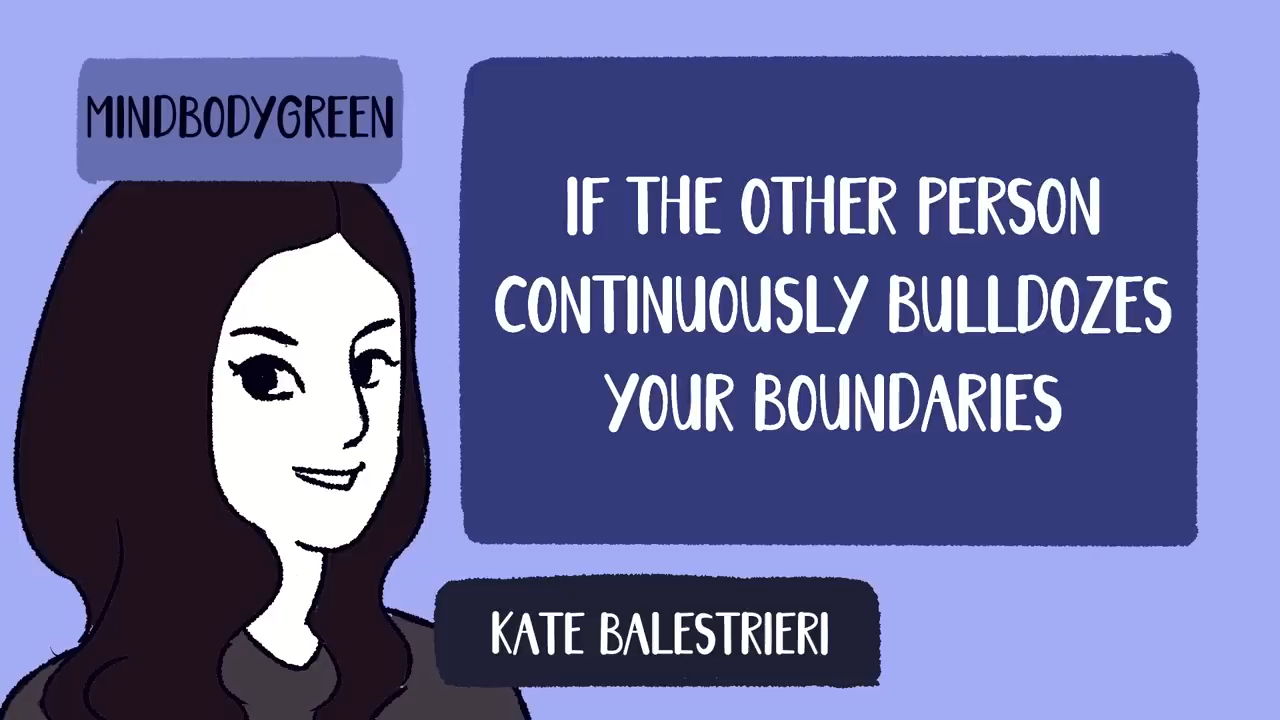 MINDBODYGREEN
IF THE OTHER PERSON
CONTINUOUSLY BULLDOZES
YOUR BOUNDARIES
KATE BALESTRIERI